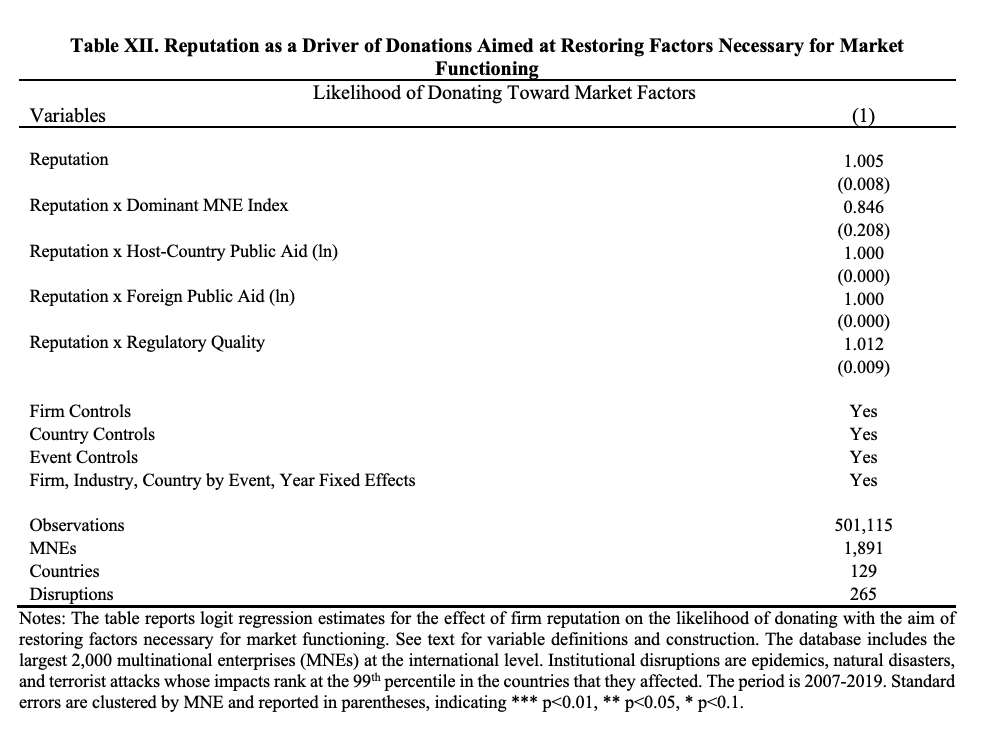 Table XII. Reputation as a Driver of Donations Aimed at Restoring Factors Necessary for Market
Functioning
Likelihood of Donating Toward Market Factors
Variables (1)
Reputation 1.005
(0.008)
Reputation x Dominant MNE Index 0.846
(0.208)
Reputation x Host-Country Public Aid (ln) 1.000
(0.000)
Reputation x Foreign Public Aid (ln) 1.000
(0.000)
Reputation x Regulatory Quality 1.012
(0.009)
Firm Controls Yes
Country Controls Yes
Event Controls Yes
Firm, Industry, Country by Event, Year Fixed Effects Yes
Observations 501,115
MNEs 1,891
Countries 129
Disruptions 265
Notes: The table reports logit regression estimates for the effect of firm reputation on the likelihood of donating with the aim of
restoring factors necessary for market functioning. See text for variable definitions and construction. The database includes the
largest 2,000 multinational enterprises (MNEs) at the international level. Institutional disruptions are epidemics, natural disasters,
and terrorist attacks whose impacts rank at the 99th percentile in the countries that they affected. The period is 2007-2019. Standard
errors are clustered by MNE and reported in parentheses, indicating *** p<0.01, ** p<0.05, * p<0.1.